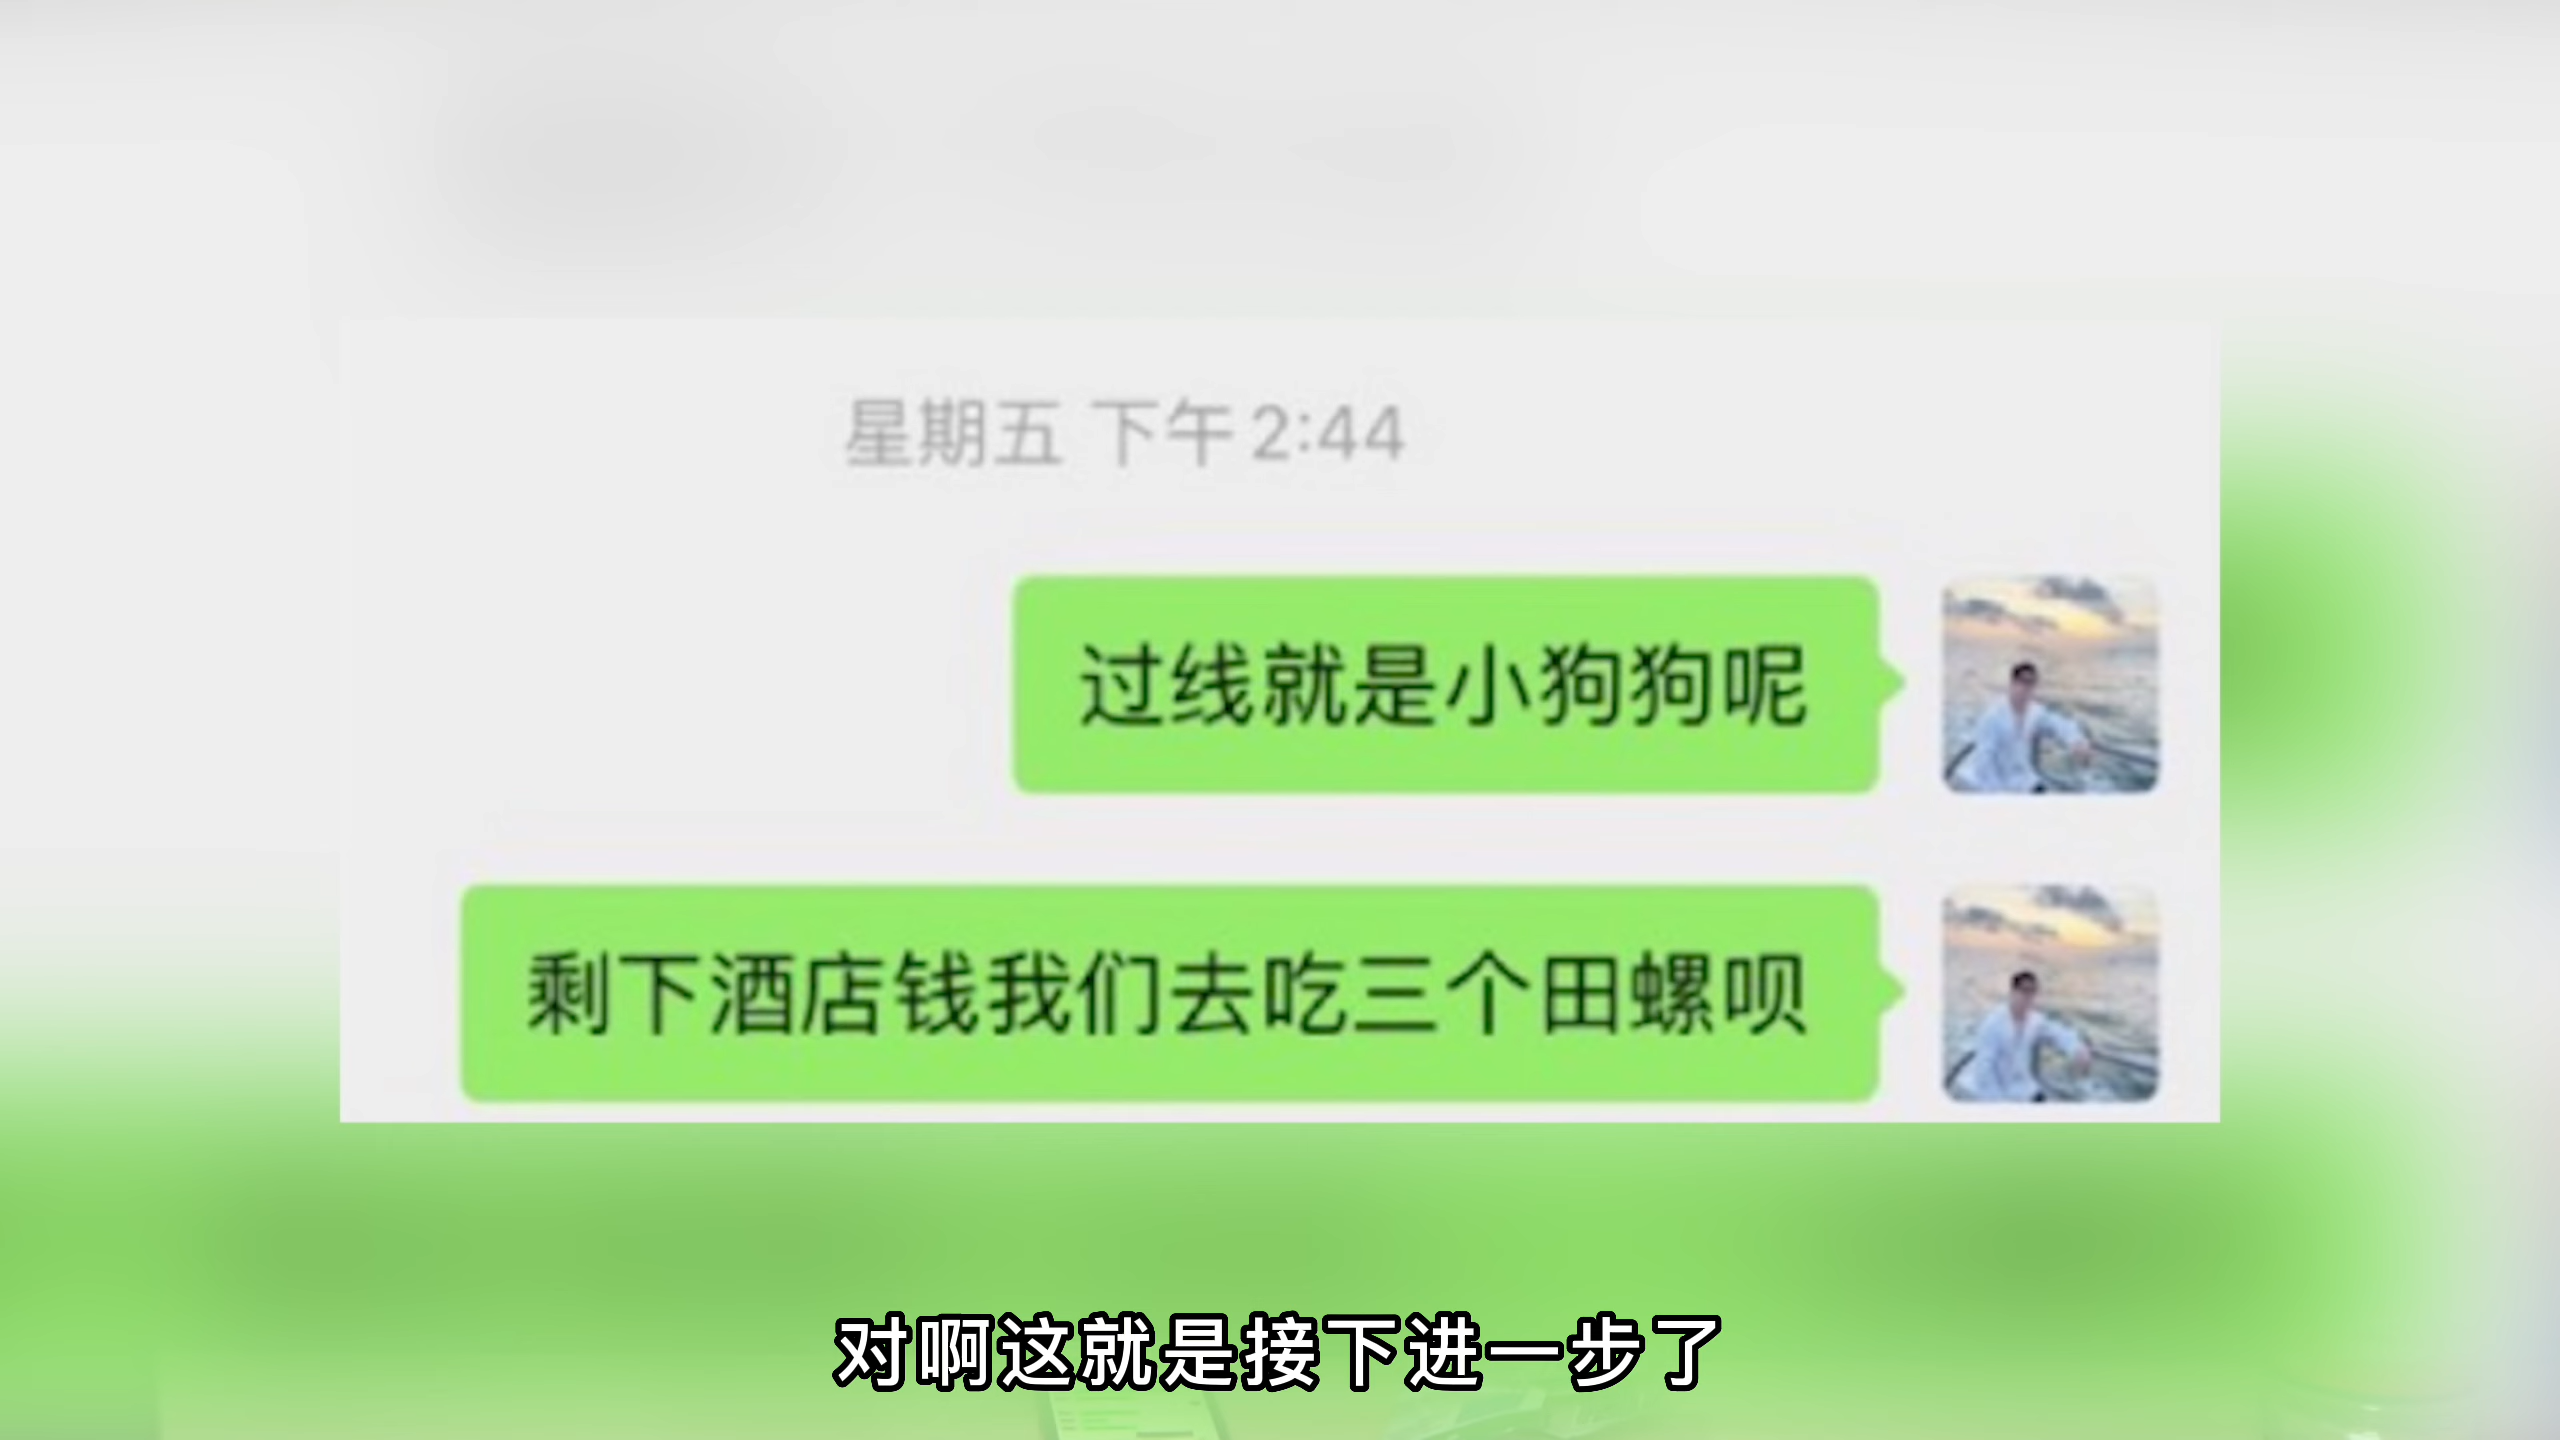 星期五 下午2:44
过线就是小狗狗呢
剩下酒店钱我们去吃三个田螺呗
对啊这就是接下进一步了